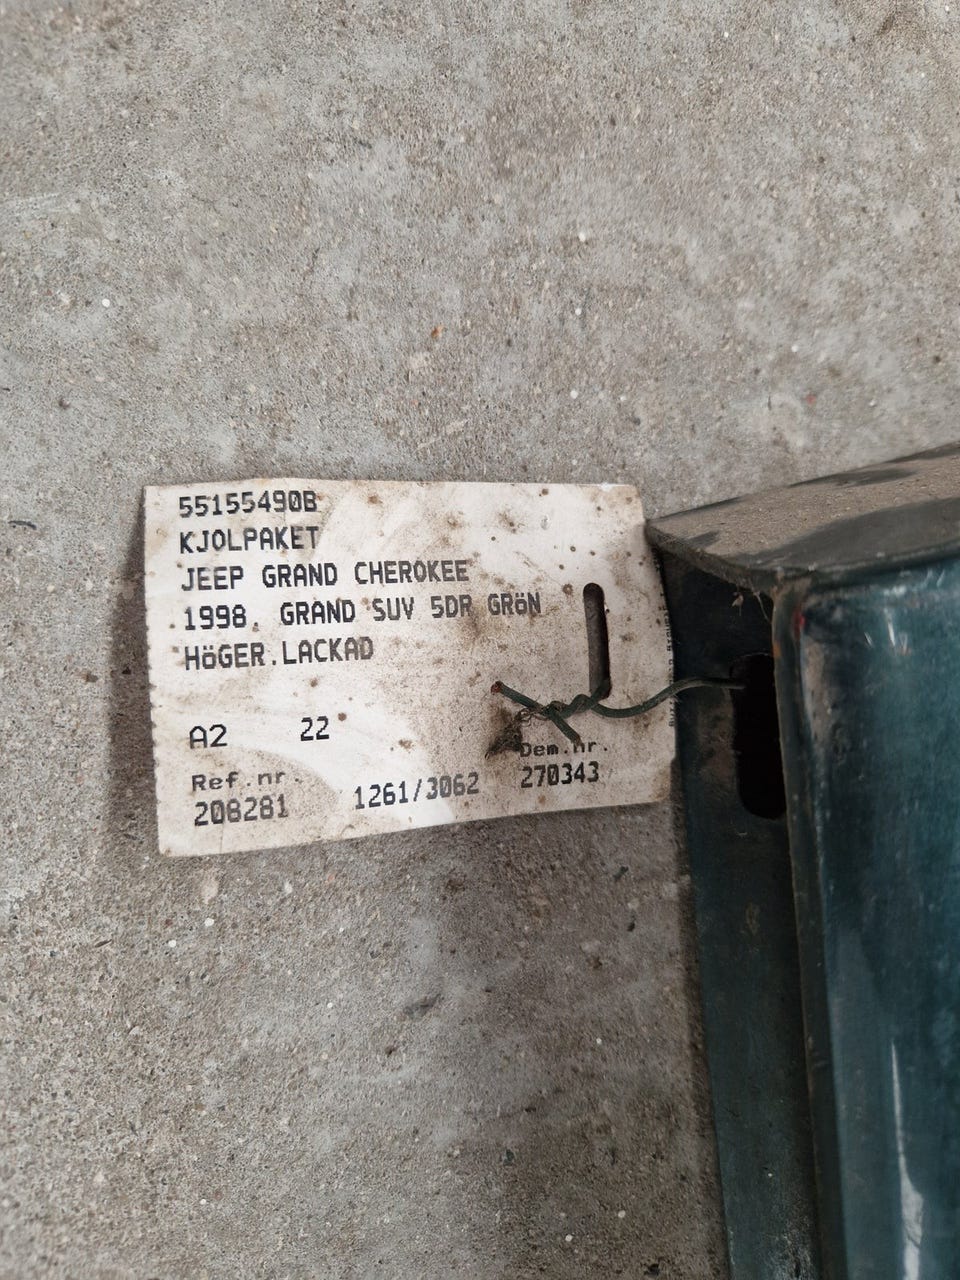 55155490B
KJOLPAKET
JEEP GRAND CHEROKEE
1998. GRAND SUV 5DR GRöN
HöGER.LACKAD
A2 22
Ref.nr. Dem.nr.
208281 1261/3062 270343